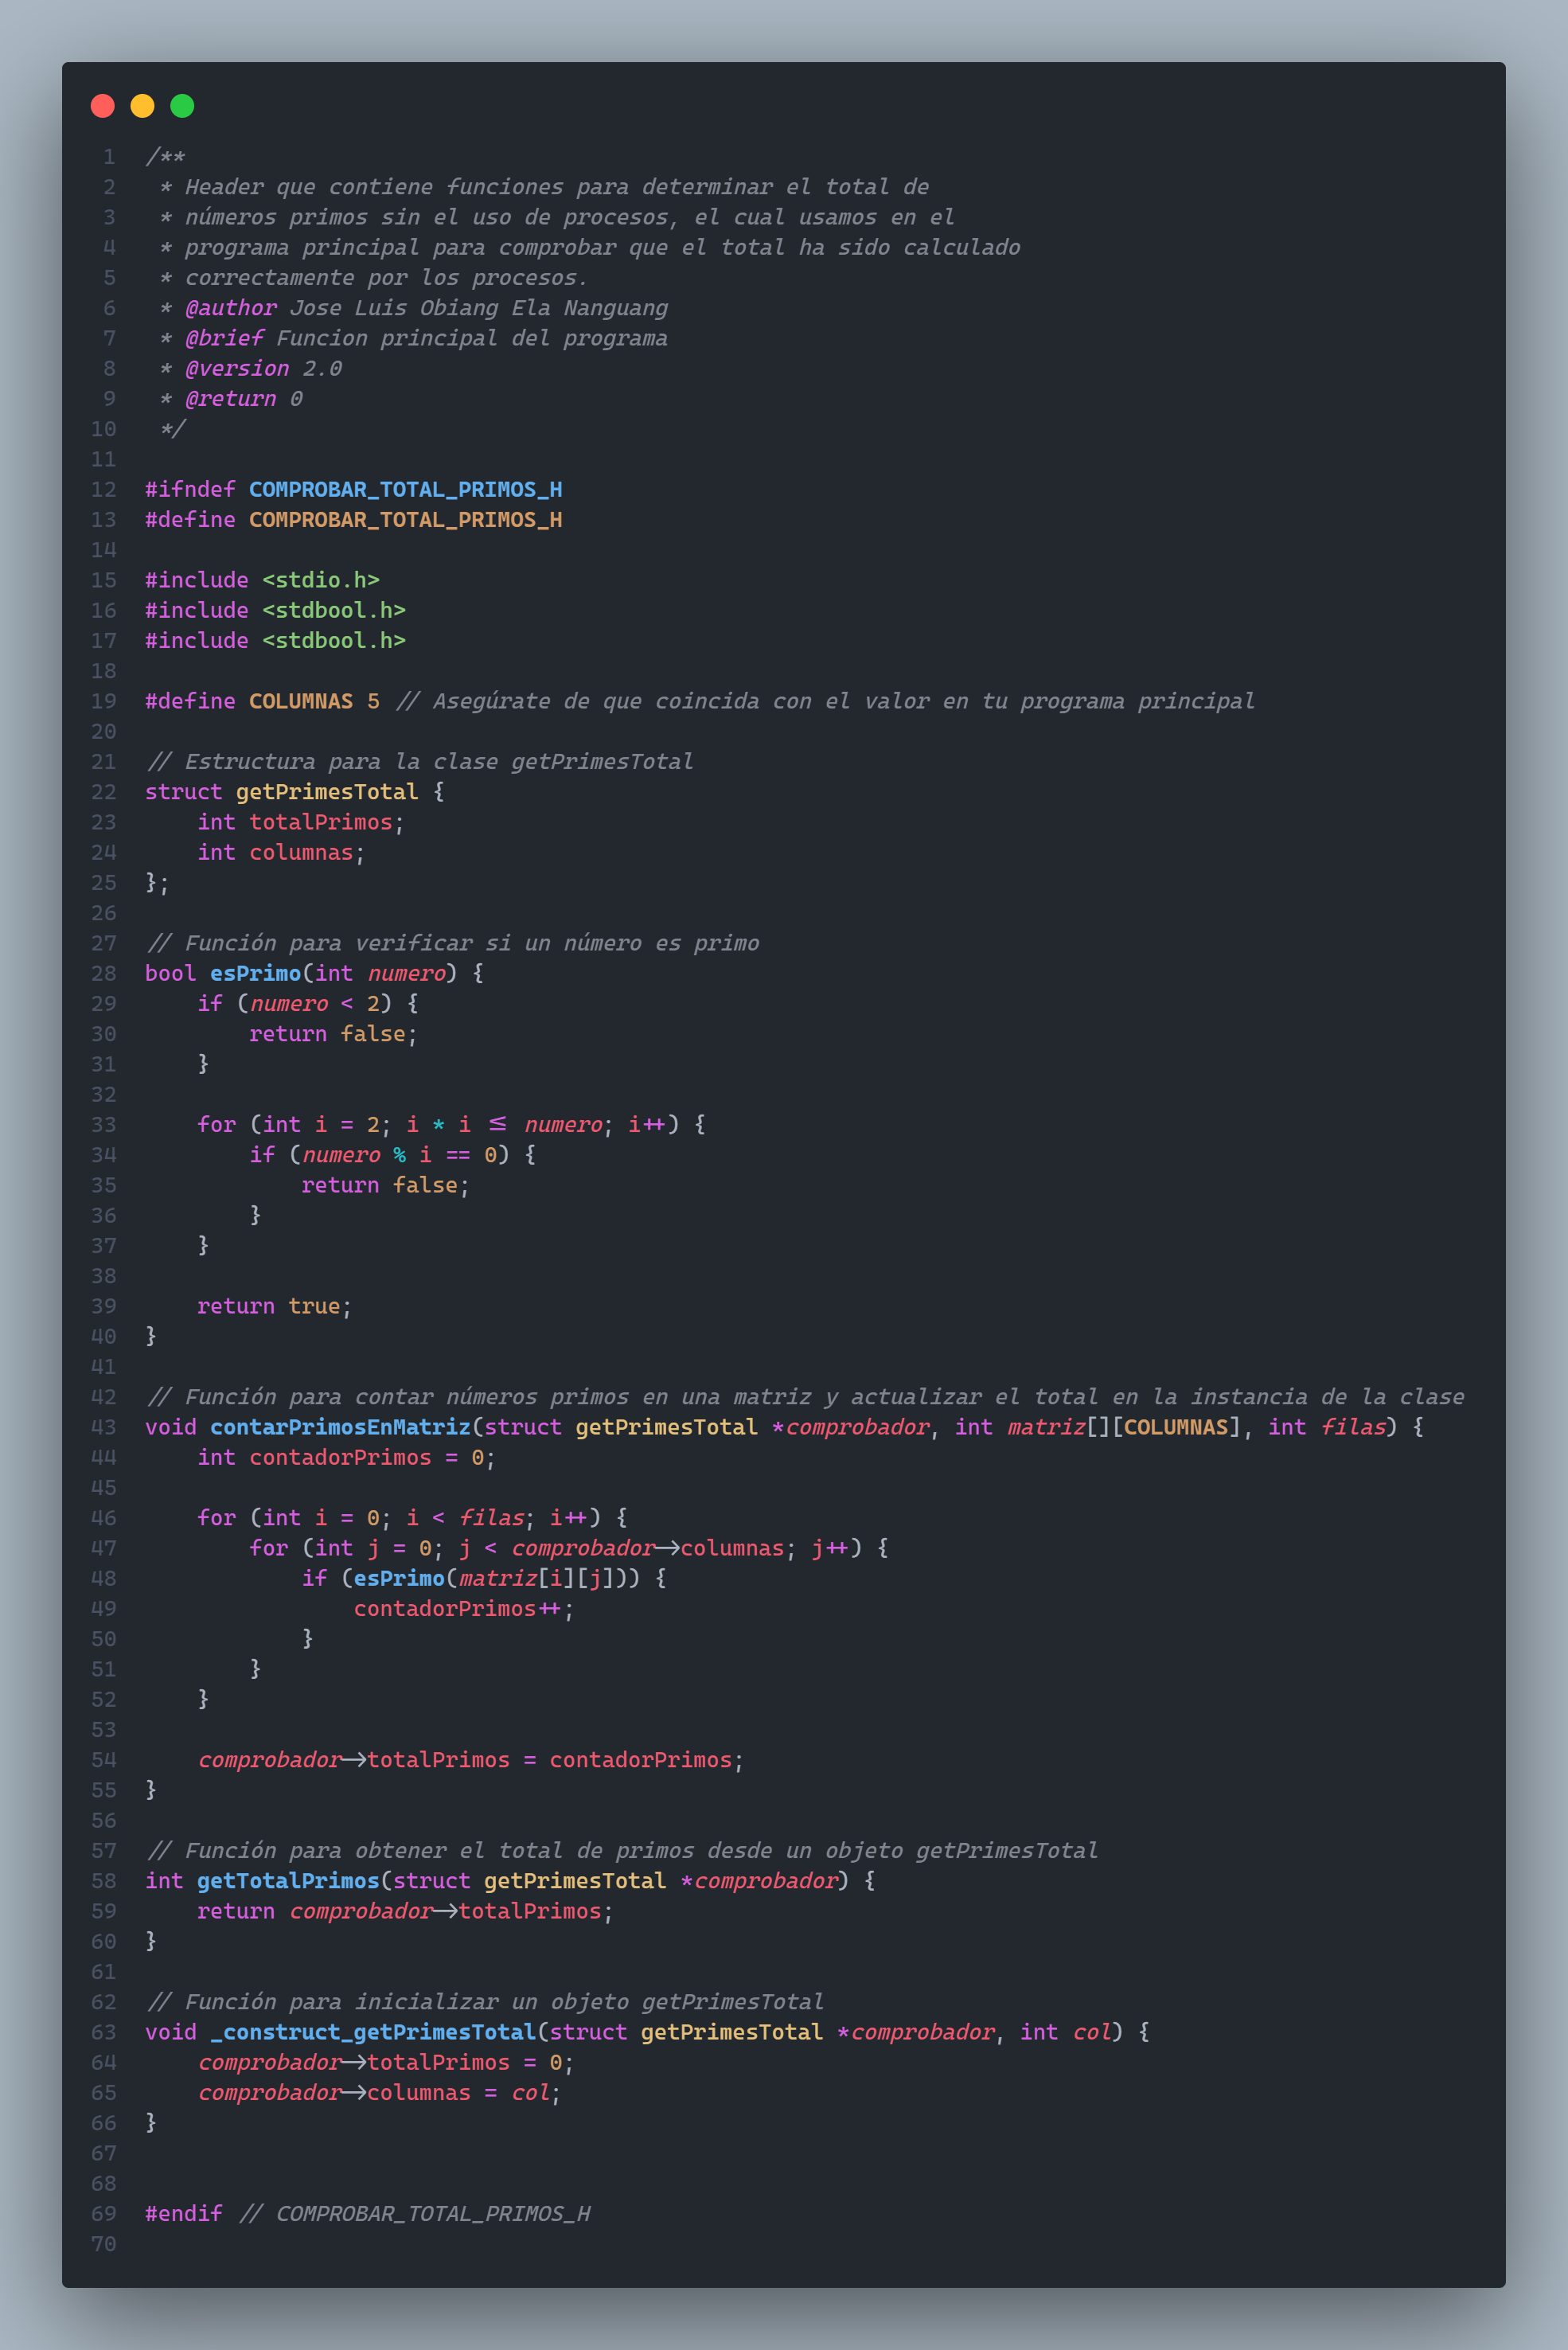 1 /**
2  * Header que contiene funciones para determinar el total de
3  * números primos sin el uso de procesos, el cual usamos en el
4  * programa principal para comprobar que el total ha sido calculado
5  * correctamente por los procesos.
6  * @author Jose Luis Obiang Ela Nanguang
7  * @brief Funcion principal del programa
8  * @version 2.0
9  * @return 0
10  */
11
12 #ifndef COMPROBAR_TOTAL_PRIMOS_H
13 #define COMPROBAR_TOTAL_PRIMOS_H
14
15 #include <stdio.h>
16 #include <stdbool.h>
17 #include <stdbool.h>
18
19 #define COLUMNAS 5 // Asegúrate de que coincida con el valor en tu programa principal
20
21 // Estructura para la clase getPrimesTotal
22 struct getPrimesTotal {
23     int totalPrimos;
24     int columnas;
25 };
26
27 // Función para verificar si un número es primo
28 bool esPrimo(int numero) {
29     if (numero < 2) {
30         return false;
31     }
32
33     for (int i = 2; i * i <= numero; i++) {
34         if (numero % i == 0) {
35             return false;
36         }
37     }
38
39     return true;
40 }
41
42 // Función para contar números primos en una matriz y actualizar el total en la instancia de la clase
43 void contarPrimosEnMatriz(struct getPrimesTotal *comprobador, int matriz[][COLUMNAS], int filas) {
44     int contadorPrimos = 0;
45
46     for (int i = 0; i < filas; i++) {
47         for (int j = 0; j < comprobador->columnas; j++) {
48             if (esPrimo(matriz[i][j])) {
49                 contadorPrimos++;
50             }
51         }
52     }
53
54     comprobador->totalPrimos = contadorPrimos;
55 }
56
57 // Función para obtener el total de primos desde un objeto getPrimesTotal
58 int getTotalPrimos(struct getPrimesTotal *comprobador) {
59     return comprobador->totalPrimos;
60 }
61
62 // Función para inicializar un objeto getPrimesTotal
63 void _construct_getPrimesTotal(struct getPrimesTotal *comprobador, int col) {
64     comprobador->totalPrimos = 0;
65     comprobador->columnas = col;
66 }
67
68
69 #endif // COMPROBAR_TOTAL_PRIMOS_H
70